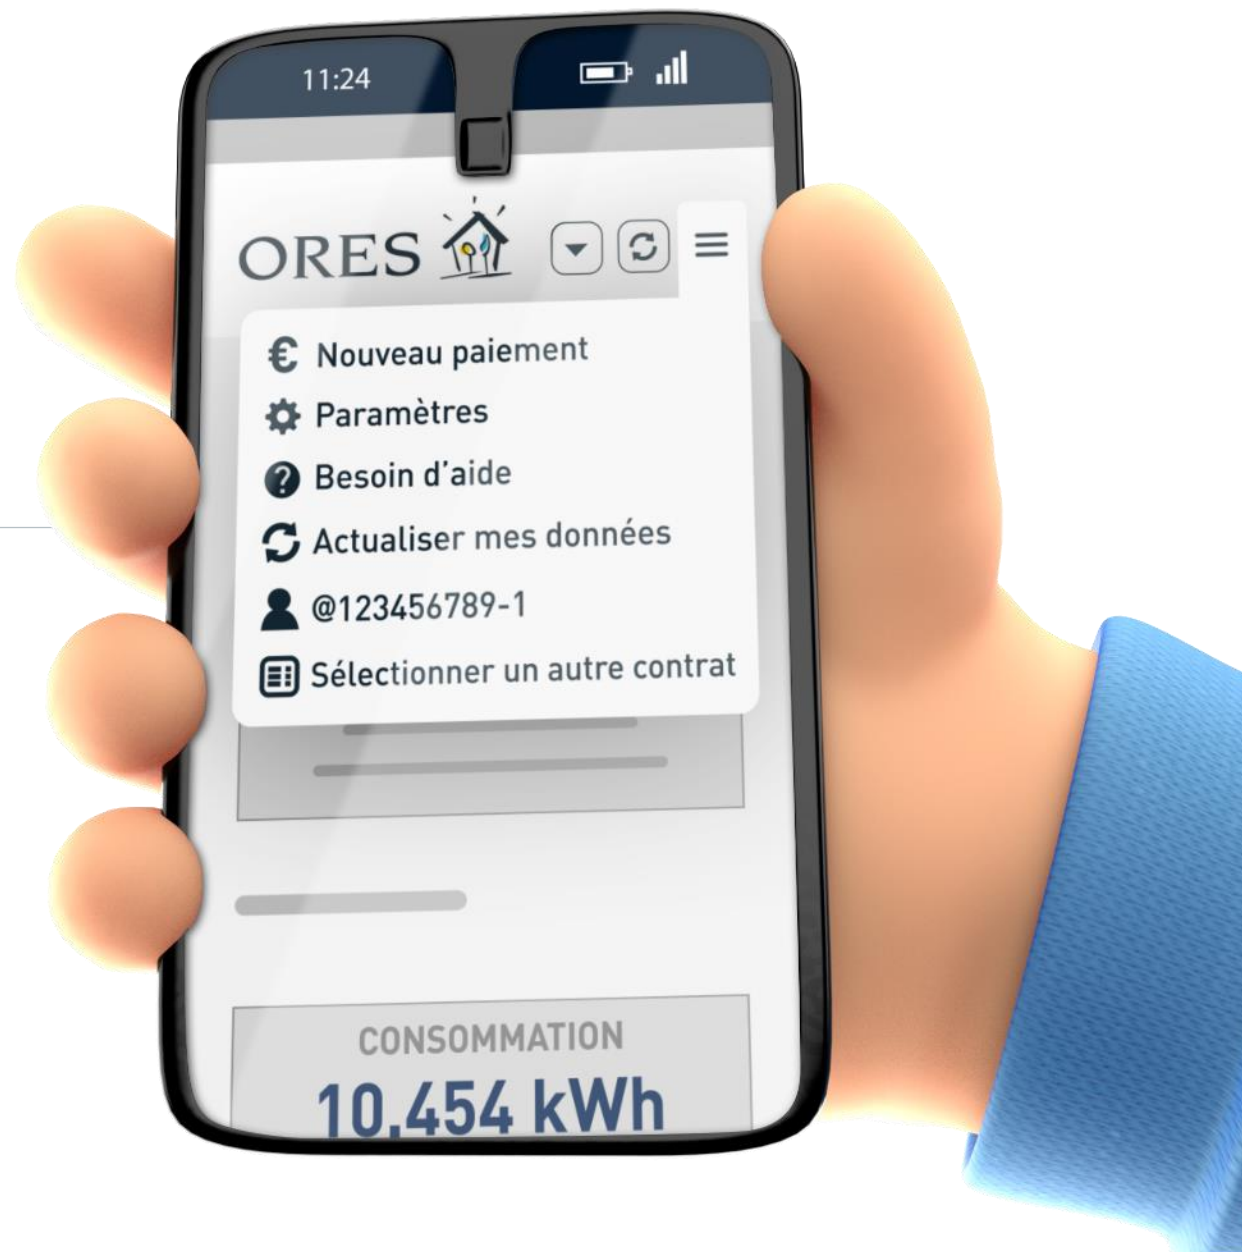 11:24
ORES
€ Nouveau paiement
Paramètres
? Besoin d'aide
Actualiser mes données
@123456789-1
Sélectionner un autre contrat
CONSOMMATION
10,454 kWh